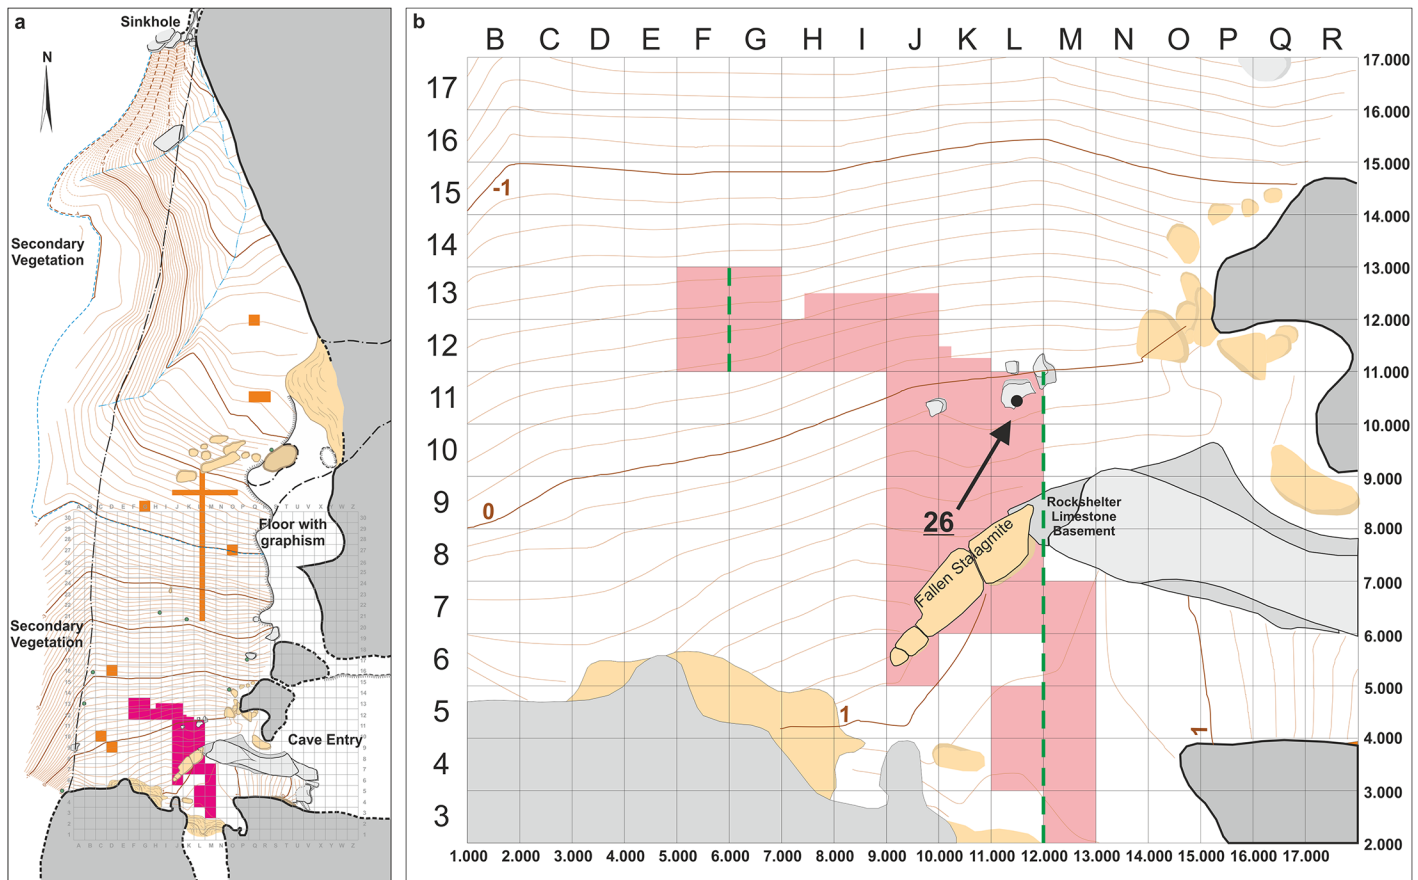 a
Sinkhole
N
Secondary
Vegetation
Floor with
graphism
Secondary
Vegetation
Cave Entry
b
B C D E F G H I J K L M N O P Q R
17
16
15
14
13
12
11
10
9
8
7
6
5
4
3
17.000
16.000
15.000
14.000
13.000
12.000
11.000
10.000
9.000
8.000
7.000
6.000
5.000
4.000
3.000
2.000
-1
0
1
1
26
Rockshelter
Limestone
Basement
Fallen Stalagmite
1.000 2.000 3.000 4.000 5.000 6.000 7.000 8.000 9.000 10.000 11.000 12.000 13.000 14.000 15.000 16.000 17.000